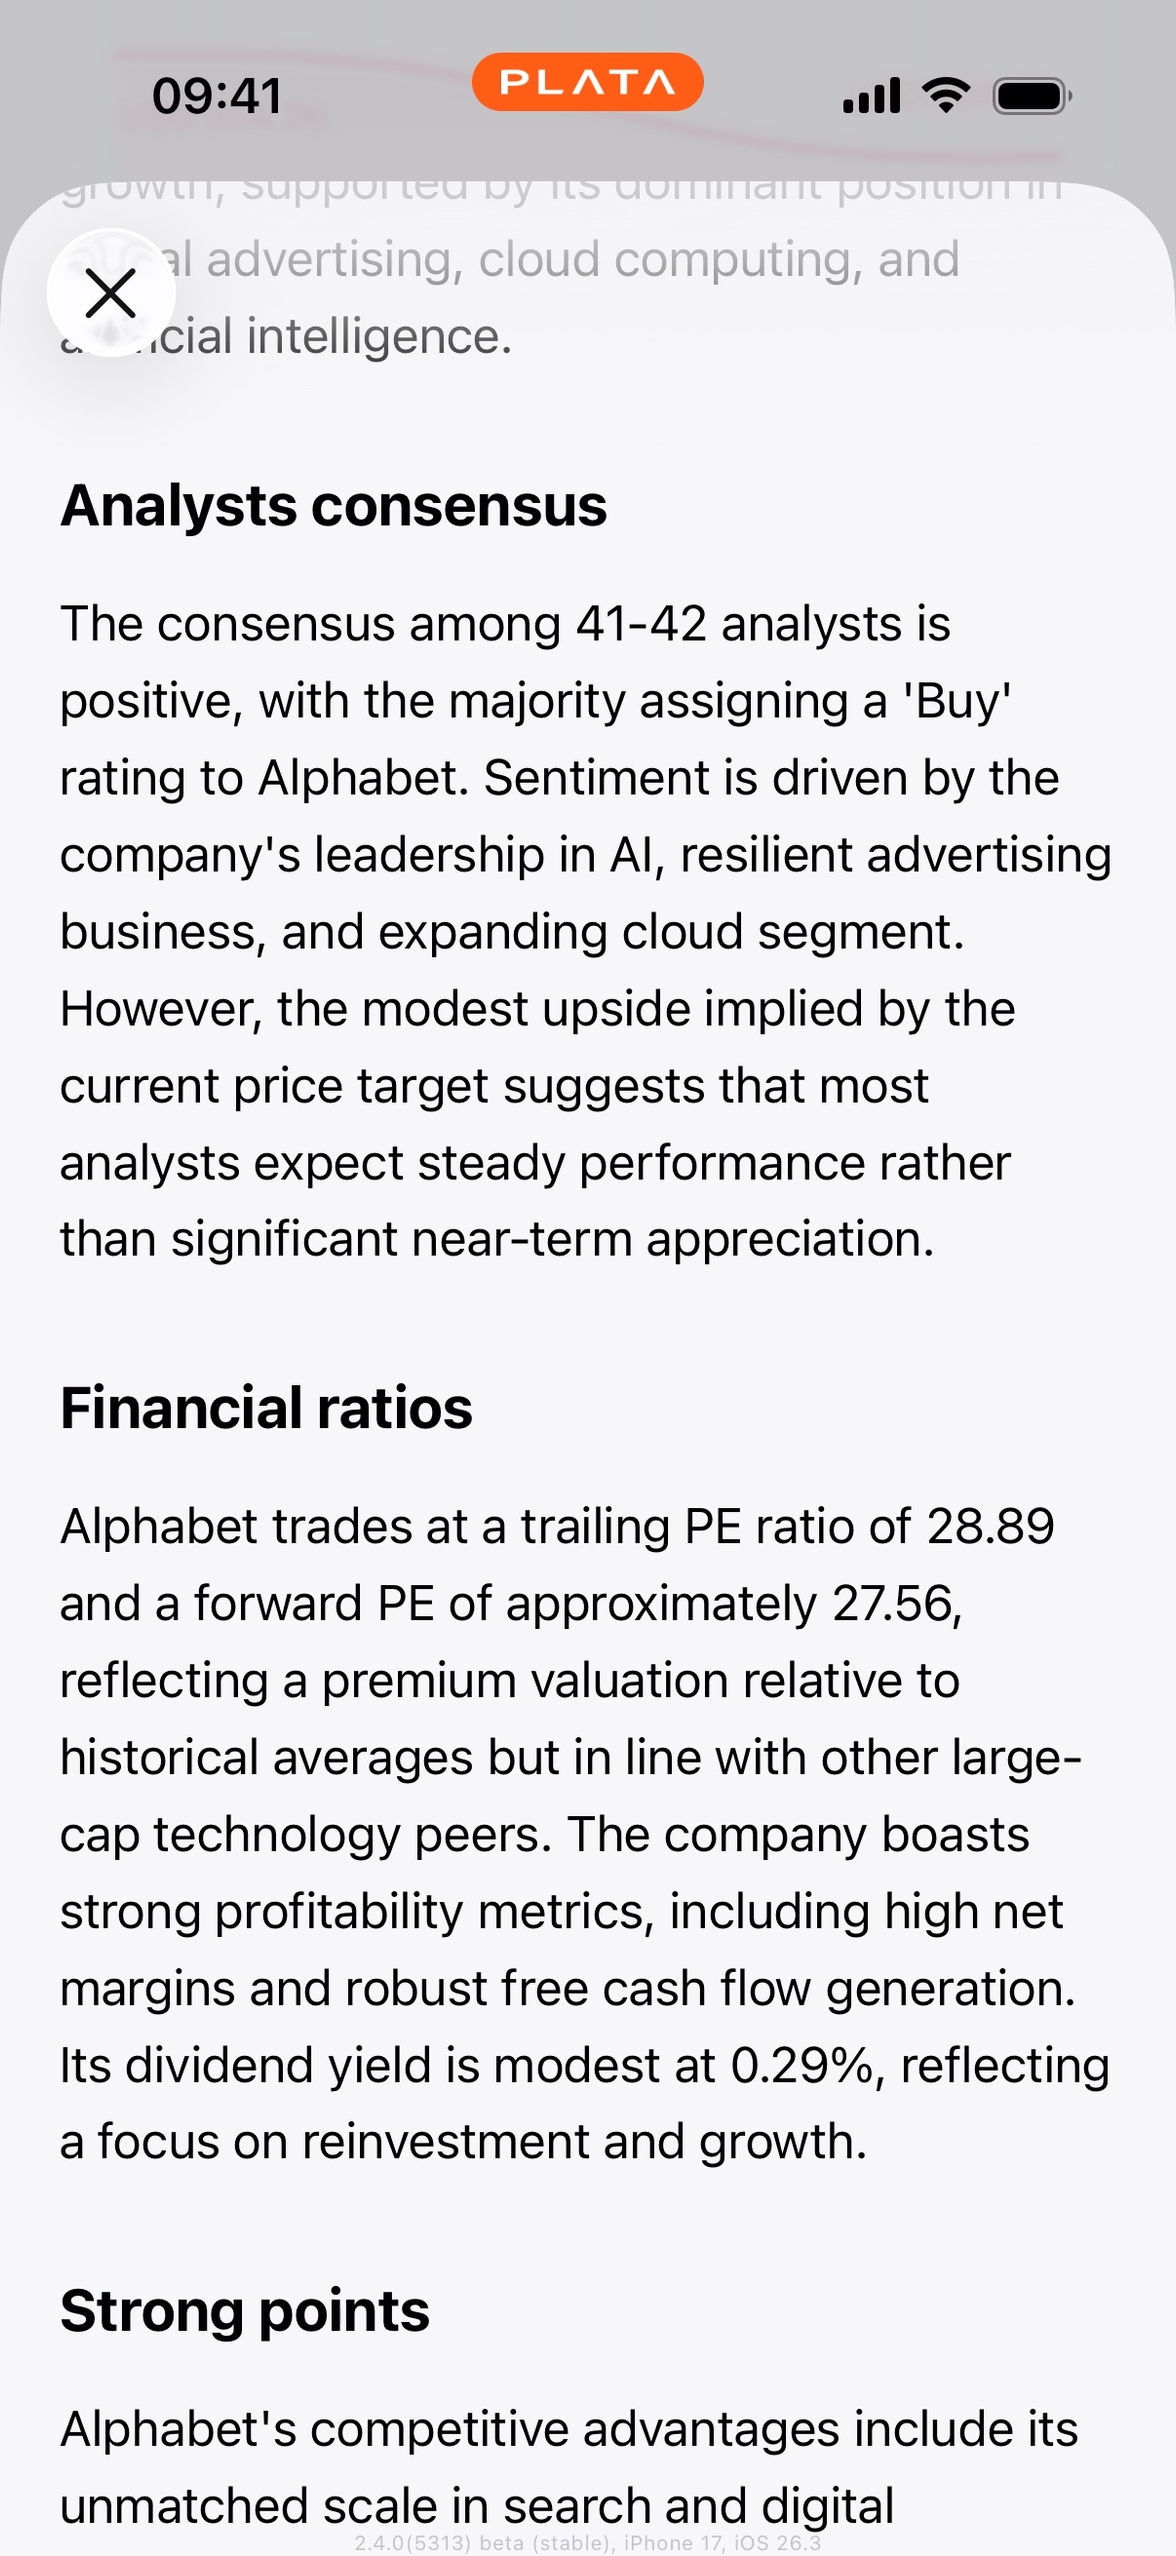 09:41
PLATA
growth, supported by its dominant position in
al advertising, cloud computing, and
cial intelligence.
Analysts consensus
The consensus among 41-42 analysts is
positive, with the majority assigning a 'Buy'
rating to Alphabet. Sentiment is driven by the
company's leadership in AI, resilient advertising
business, and expanding cloud segment.
However, the modest upside implied by the
current price target suggests that most
analysts expect steady performance rather
than significant near-term appreciation.
Financial ratios
Alphabet trades at a trailing PE ratio of 28.89
and a forward PE of approximately 27.56,
reflecting a premium valuation relative to
historical averages but in line with other large-
cap technology peers. The company boasts
strong profitability metrics, including high net
margins and robust free cash flow generation.
Its dividend yield is modest at 0.29%, reflecting
a focus on reinvestment and growth.
Strong points
Alphabet's competitive advantages include its
unmatched scale in search and digital
2.4.0(5313) beta (stable), iPhone 17, iOS 26.3